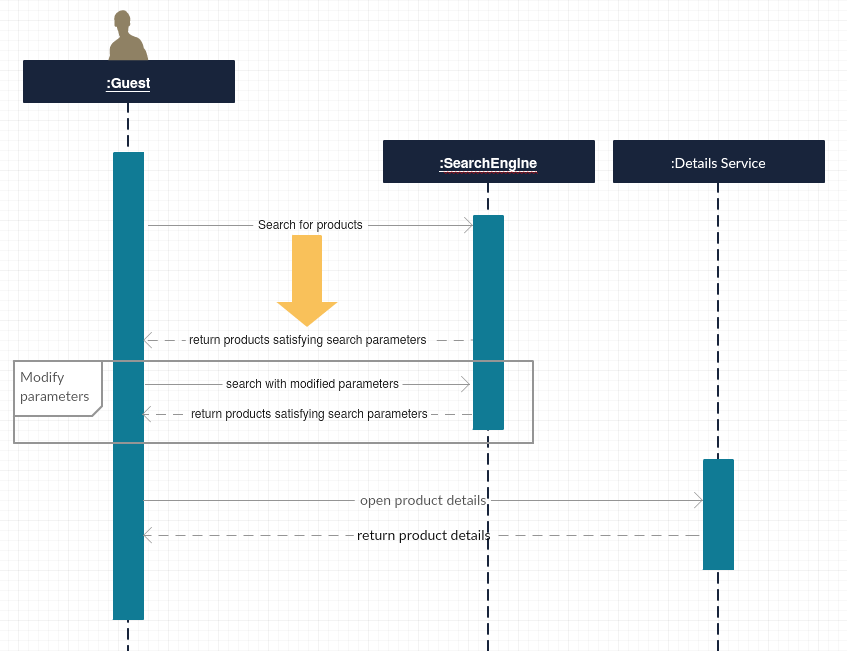 :Guest
:SearchEngine
:Details Service
Search for products
return products satisfying search parameters
Modify
parameters
search with modified parameters
return products satisfying search parameters
open product details
return product details